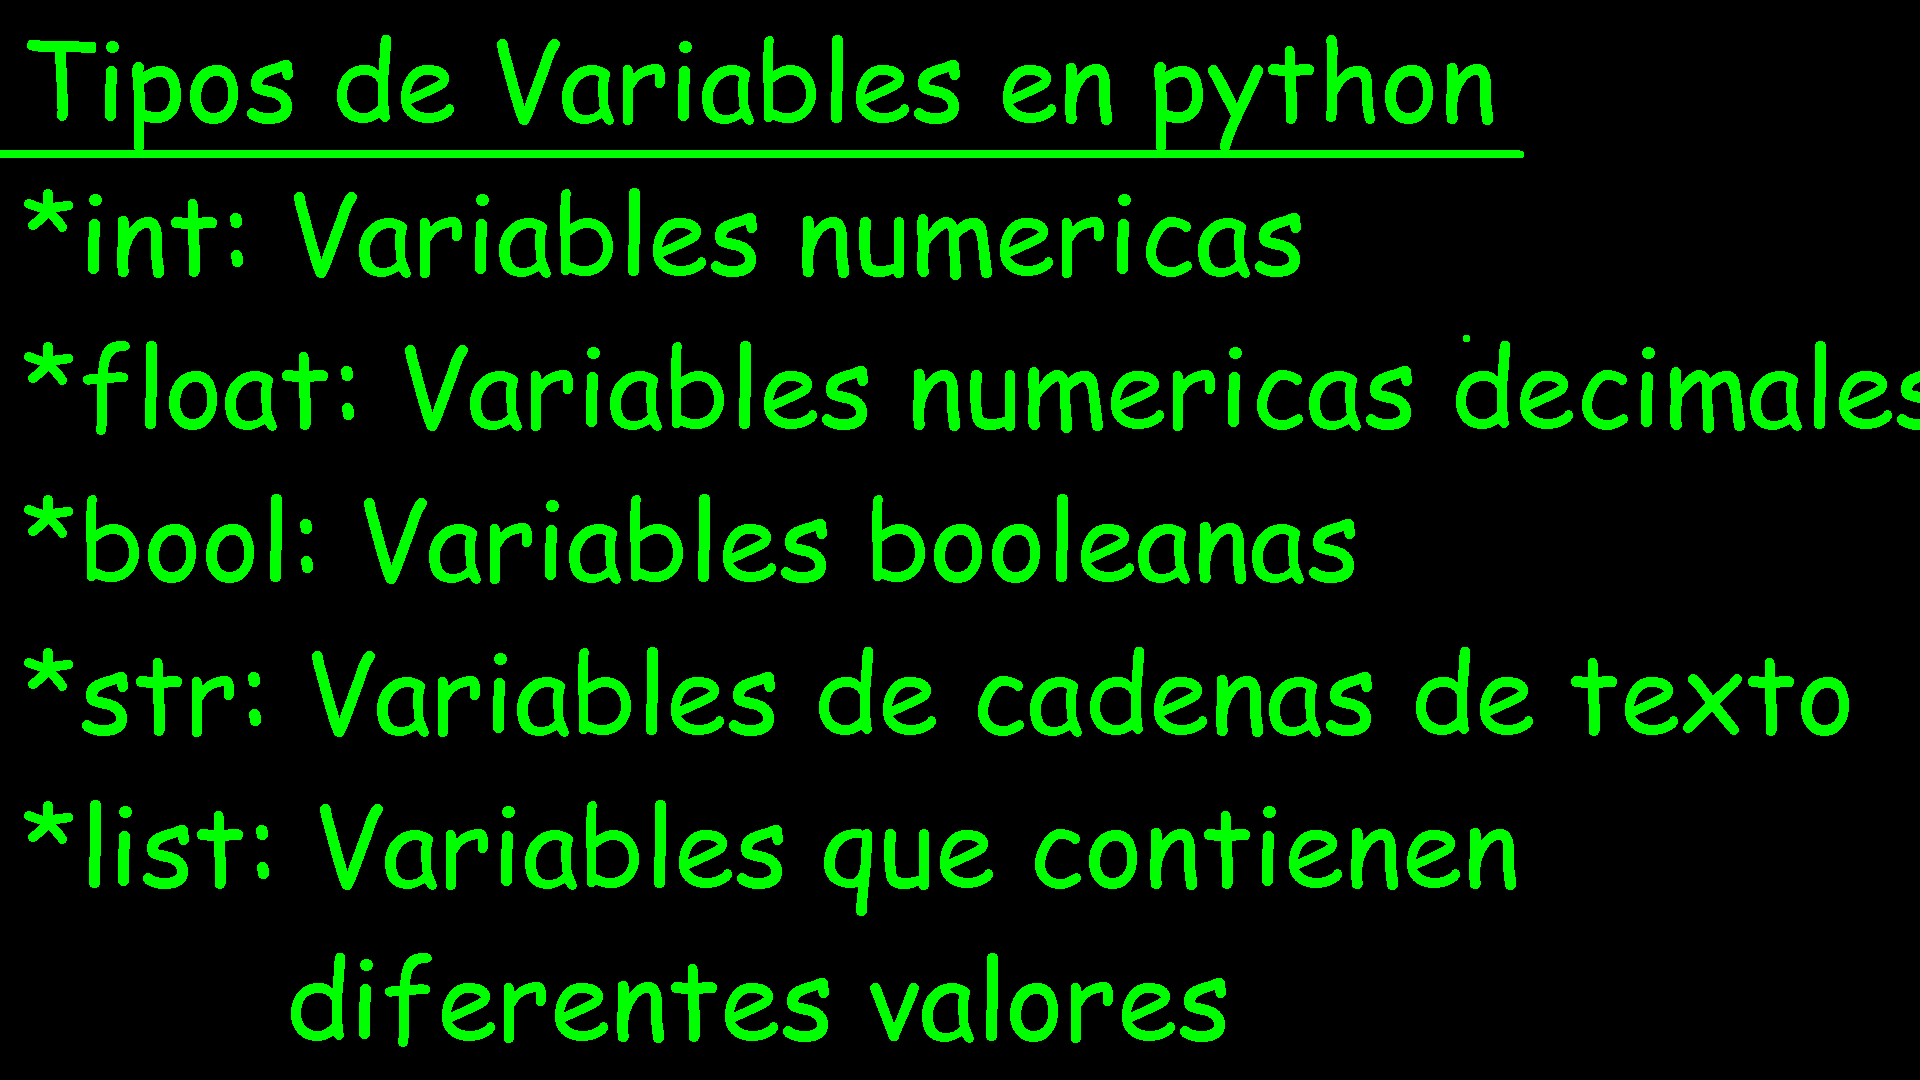 Tipos de Variables en python
*int: Variables numericas
*float: Variables numericas decimales
*bool: Variables booleanas
*str: Variables de cadenas de texto
*list: Variables que contienen
diferentes valores